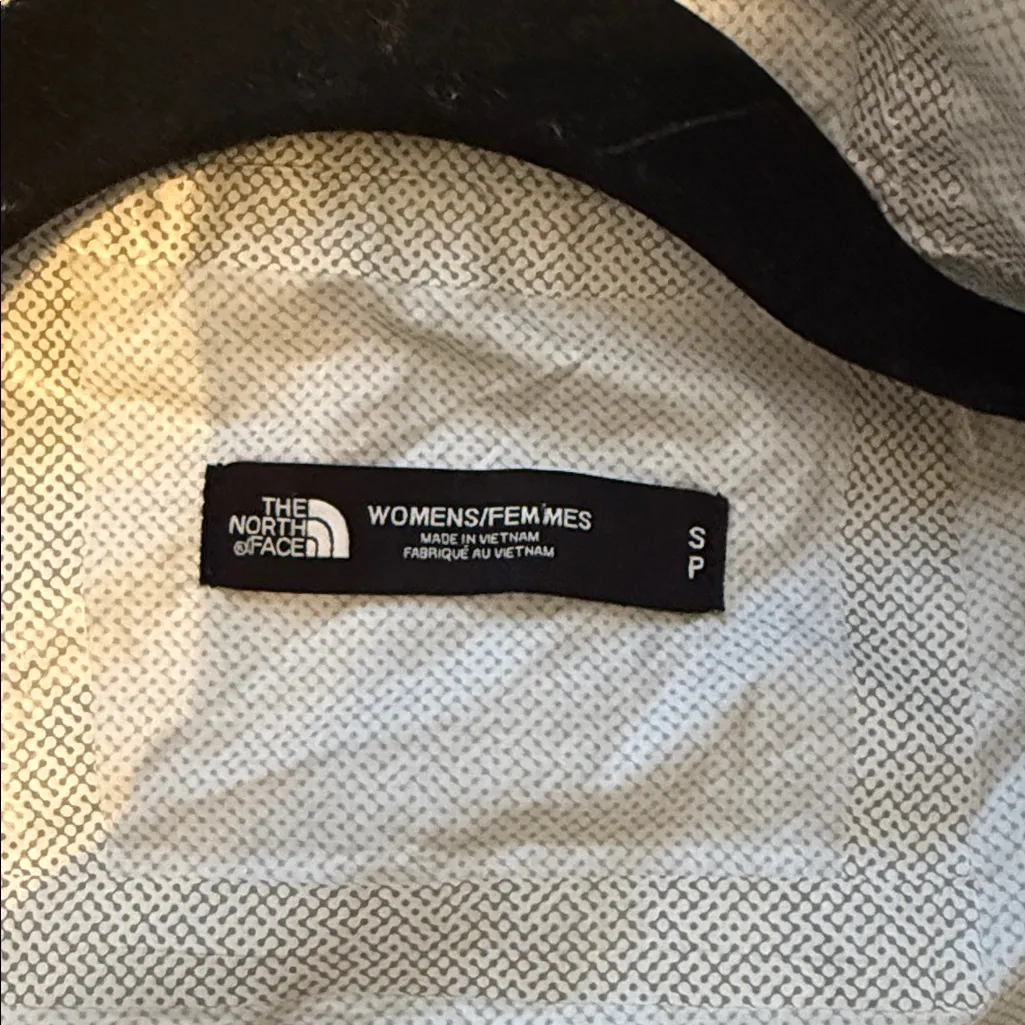 THE
NORTH
®FACE
WOMENS/FEMMES
MADE IN VIETNAM
FABRIQUÉ AU VIETNAM
S
P